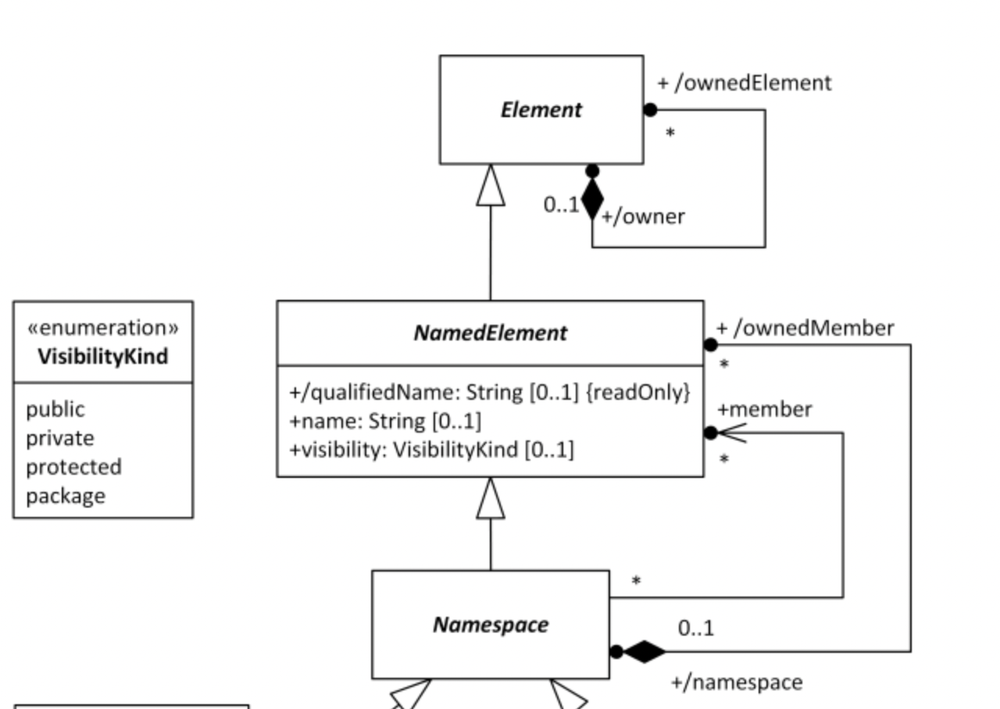 + /ownedElement
Element
*
0..1
+/owner
«enumeration»
VisibilityKind
public
private
protected
package
NamedElement
+/qualifiedName: String [0..1] {readOnly}
+name: String [0..1]
+visibility: VisibilityKind [0..1]
+ /ownedMember
*
+member
*
*
Namespace
0..1
+/namespace